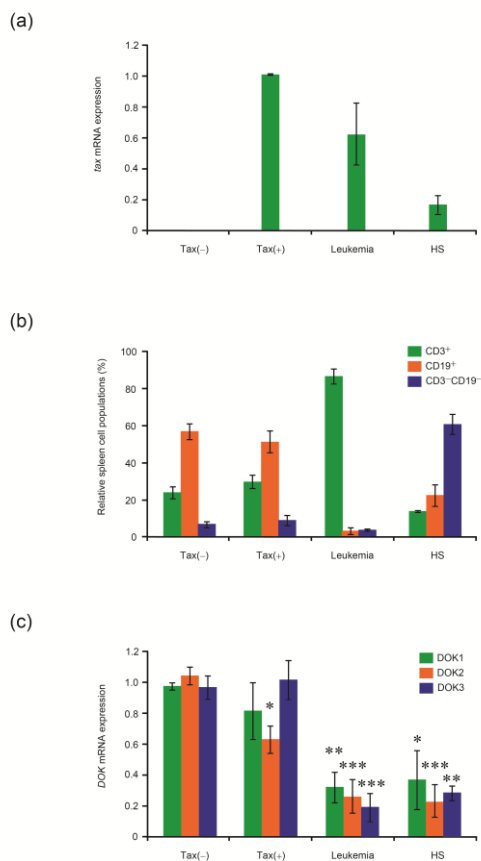 (a)
tax mRNA expression
1.2
1.0
0.8
0.6
0.4
0.2
0
Tax(−) Tax(+) Leukemia HS
(b)
Relative spleen cell populations (%)
CD3⁺
CD19⁺
CD3⁻CD19⁻
100
80
60
40
20
0
Tax(−) Tax(+) Leukemia HS
(c)
DOK mRNA expression
DOK1
DOK2
DOK3
1.2
1.0
0.8
0.6
0.4
0.2
0
*
** *** ***
* *** **
Tax(−) Tax(+) Leukemia HS